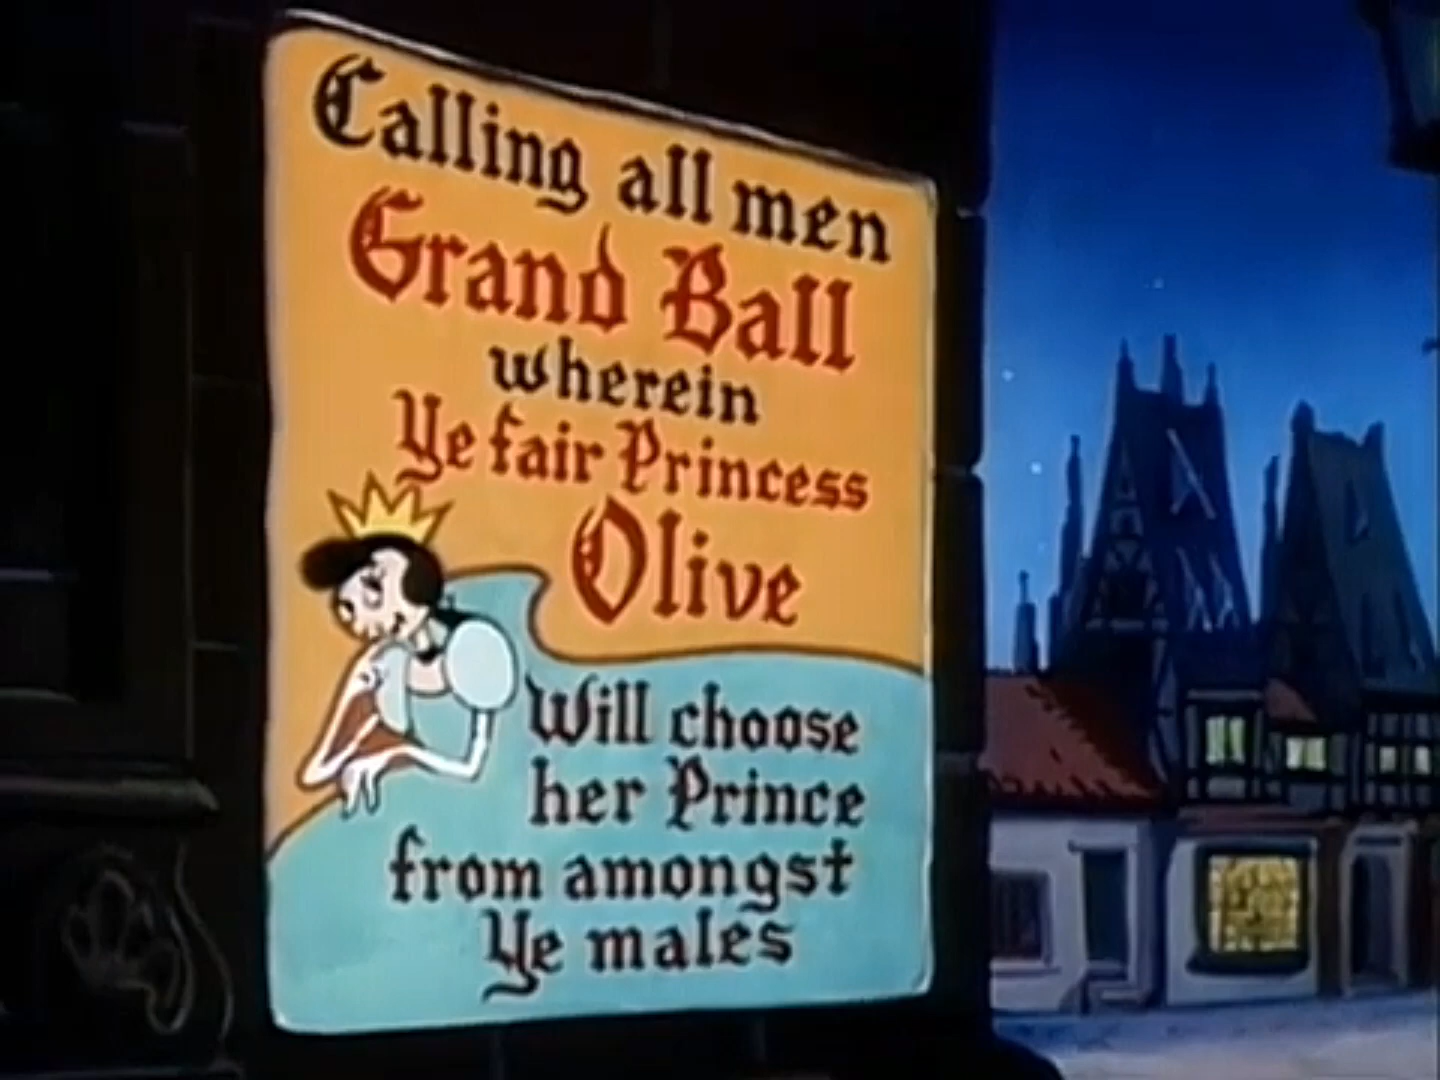 Calling all men
Grand Ball
wherein
Ye fair Princess
Olive
Will choose
her Prince
from amongst
Ye males